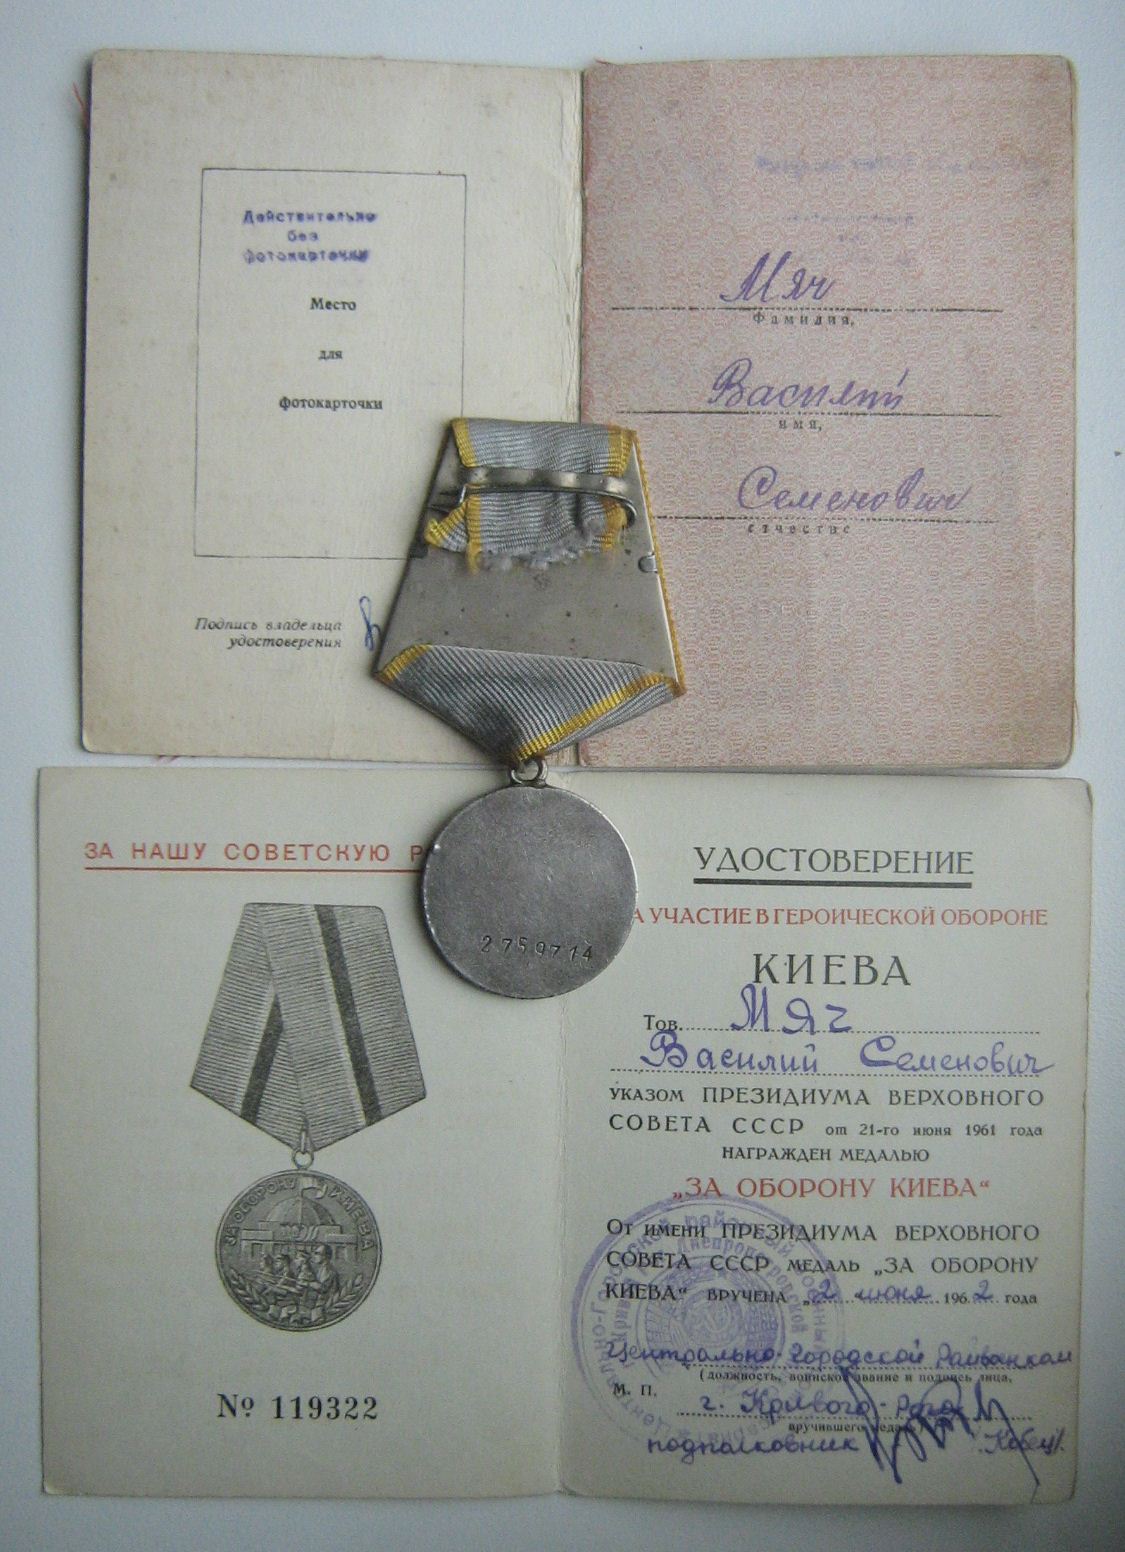 Действительно
без
фотокарточки
Место
для
фотокарточки
Подпись владельца
удостоверения
Мяч
Фамилия,
Василий
имя,
Семенович
отчество
2759714
ЗА НАШУ СОВЕТСКУЮ Р
ЗА ОБОРОНУ КИЕВА
№ 119322
УДОСТОВЕРЕНИЕ
А УЧАСТИЕ В ГЕРОИЧЕСКОЙ ОБОРОНЕ
КИЕВА
Тов. Мяч
Василий Семенович
УКАЗОМ ПРЕЗИДИУМА ВЕРХОВНОГО
СОВЕТА СССР от 21-го июня 1961 года
НАГРАЖДЕН МЕДАЛЬЮ
„ЗА ОБОРОНУ КИЕВА“
От имени ПРЕЗИДИУМА ВЕРХОВНОГО
СОВЕТА СССР МЕДАЛЬ „ЗА ОБОРОНУ
КИЕВА“ ВРУЧЕНА „2 июня 1962 года
Центрально-Городской Райвоенком
(должность, воинское звание и подпись лица,
М. П.
г. Кривого-Рога
вручившего медаль)
подполковник